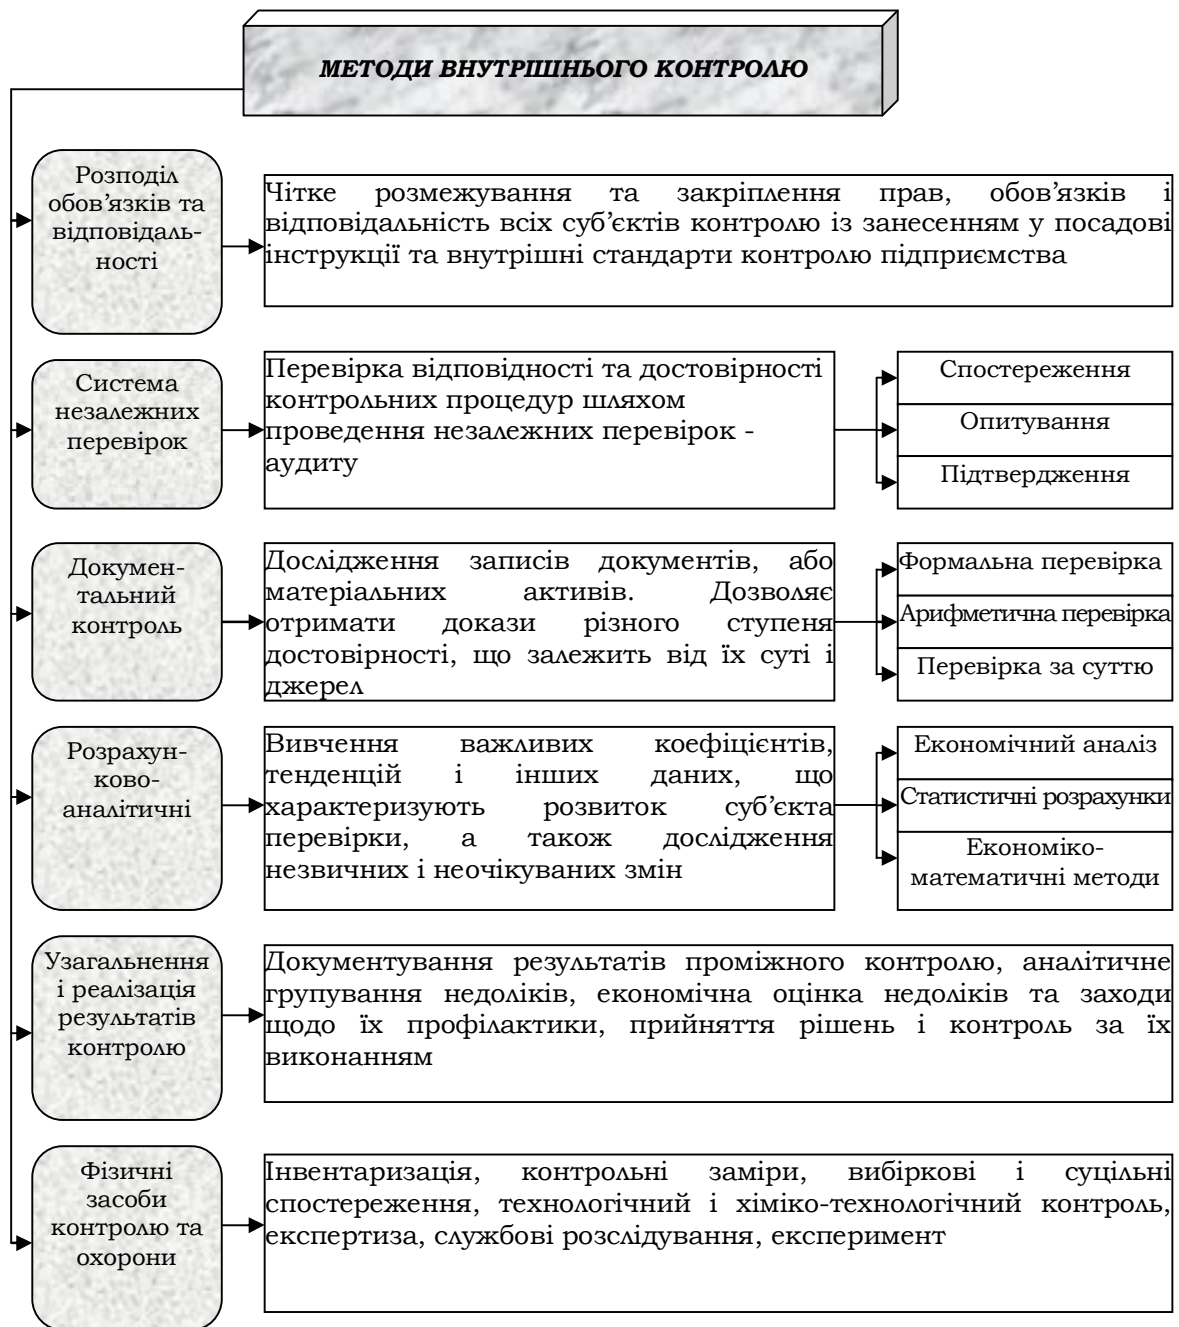 МЕТОДИ ВНУТРІШНЬОГО КОНТРОЛЮ
Розподіл
обов’язків та
відповідаль-
ності
Чітке розмежування та закріплення прав, обов’язків і
відповідальність всіх суб’єктів контролю із занесенням у посадові
інструкції та внутрішні стандарти контролю підприємства
Система
незалежних
перевірок
Перевірка відповідності та достовірності
контрольних процедур шляхом
проведення незалежних перевірок -
аудиту
Спостереження
Опитування
Підтвердження
Докумен-
тальний
контроль
Дослідження записів документів, або
матеріальних активів. Дозволяє
отримати докази різного ступеня
достовірності, що залежить від їх суті і
джерел
Формальна перевірка
Арифметична перевірка
Перевірка за суттю
Розрахун-
ково-
аналітичні
Вивчення важливих коефіцієнтів,
тенденцій і інших даних, що
характеризують розвиток суб’єкта
перевірки, а також дослідження
незвичних і неочікуваних змін
Економічний аналіз
Статистичні розрахунки
Економіко-
математичні методи
Узагальнення
і реалізація
результатів
контролю
Документування результатів проміжного контролю, аналітичне
групування недоліків, економічна оцінка недоліків та заходи
щодо їх профілактики, прийняття рішень і контроль за їх
виконанням
Фізичні
засоби
контролю та
охорони
Інвентаризація, контрольні заміри, вибіркові і суцільні
спостереження, технологічний і хіміко-технологічний контроль,
експертиза, службові розслідування, експеримент